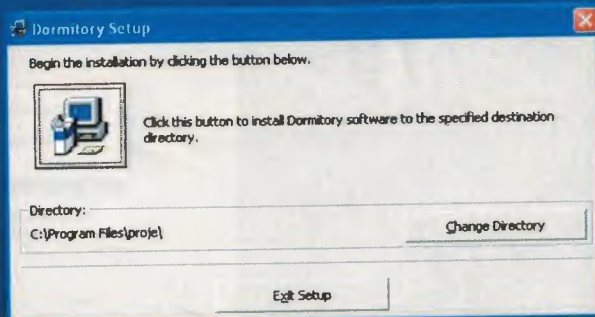 Dormitory Setup
Begin the installation by clicking the button below.
Click this button to install Dormitory software to the specified destination
directory.
Directory:
C:\Program Files\proje\
Change Directory
Exit Setup